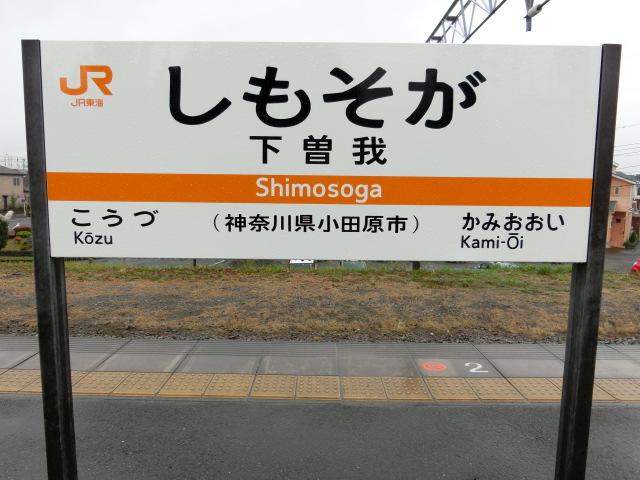 JR
JR東海
しもそが
下曽我
Shimosoga
こうづ
Kōzu
（神奈川県小田原市）
かみおおい
Kami-Ōi
2